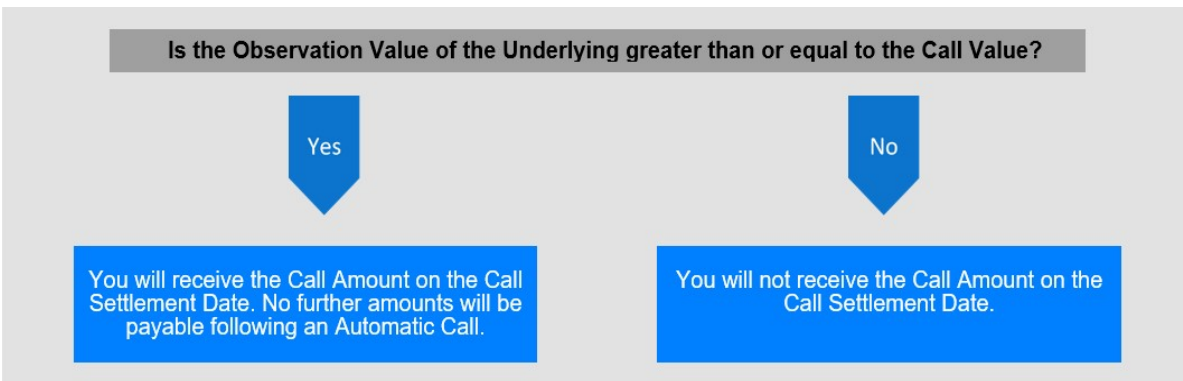 Is the Observation Value of the Underlying greater than or equal to the Call Value?
Yes
No
You will receive the Call Amount on the Call
Settlement Date. No further amounts will be
payable following an Automatic Call.
You will not receive the Call Amount on the
Call Settlement Date.